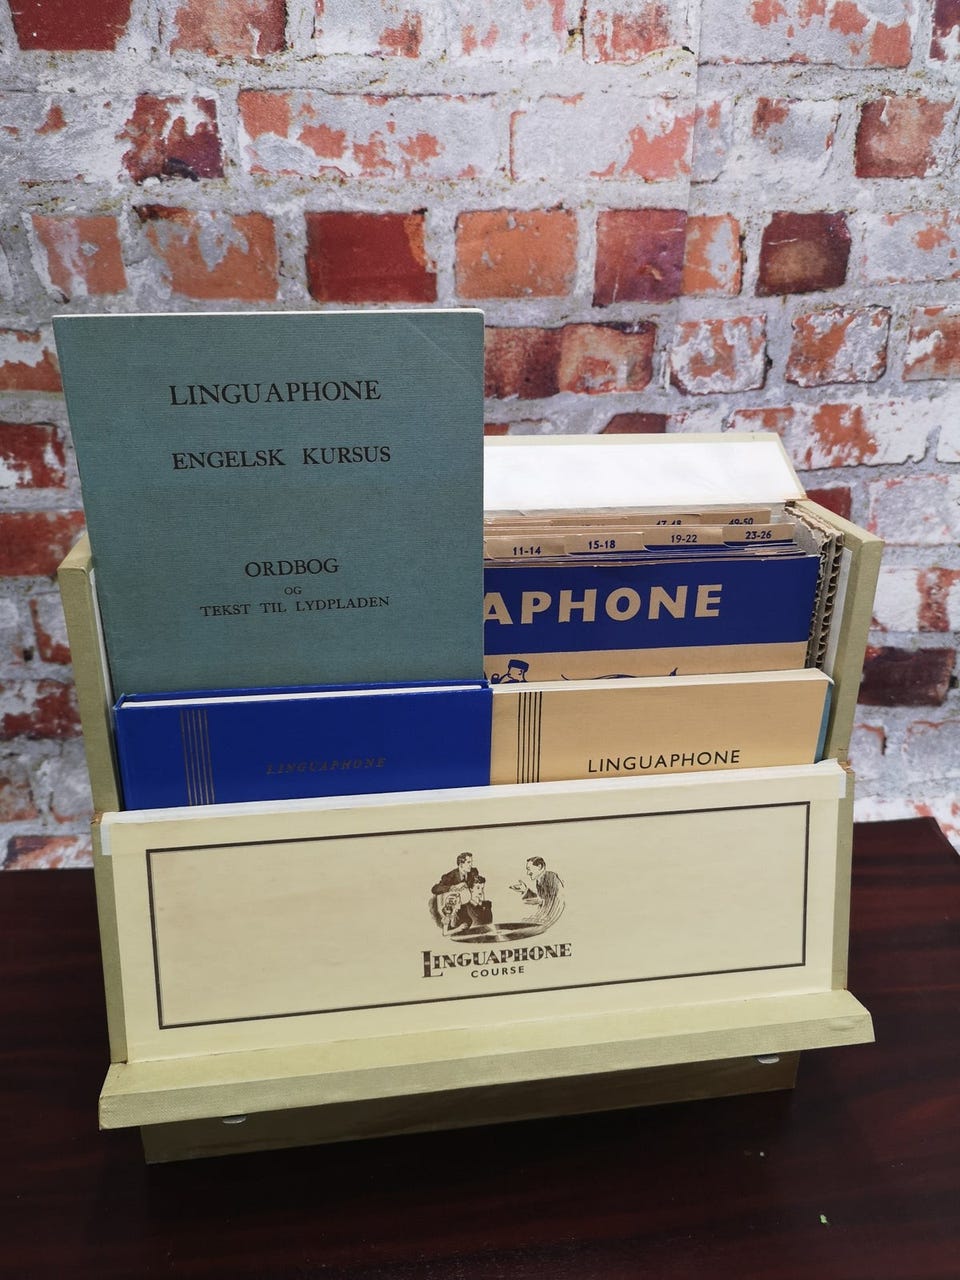 LINGUAPHONE
ENGELSK KURSUS
ORDBOG
OG
TEKST TIL LYDPLADEN
47-48 49-50
11-14 15-18 19-22 23-26
APHONE
LINGUAPHONE
LINGUAPHONE
LINGUAPHONE
COURSE